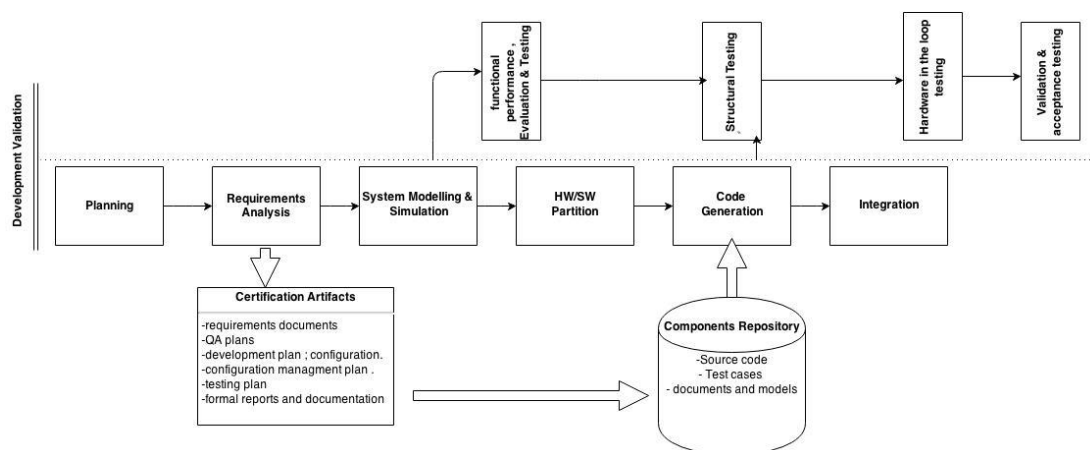 Development Validation
functional
performance ,
Evaluation & Testing
Structural Testing
Hardware in the loop
testing
Validation &
acceptance testing
Planning
Requirements
Analysis
System Modelling &
Simulation
HW/SW
Partition
Code
Generation
Integration
Certification Artifacts
-requirements documents
-QA plans
-development plan ; configuration.
-configuration managment plan .
-testing plan
-formal reports and documentation
Components Repository
-Source code
- Test cases
- documents and models